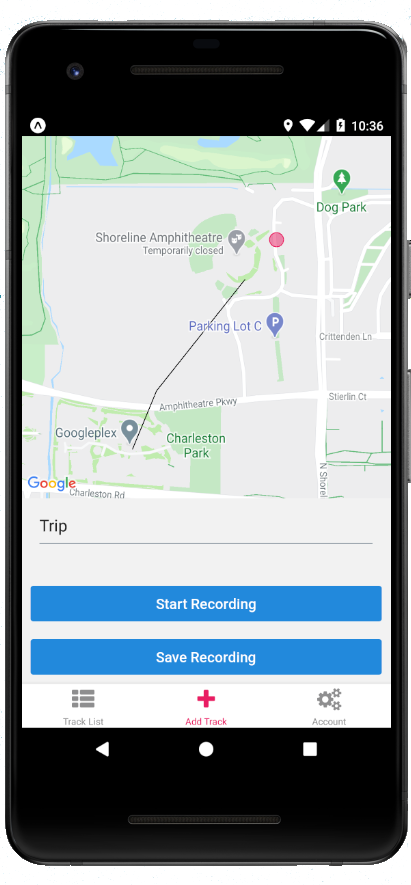 10:36
Dog Park
Shoreline Amphitheatre
Temporarily closed
Parking Lot C
P
Crittenden Ln
Stierlin Ct
Amphitheatre Pkwy
Googleplex
Charleston
Park
N Shorel
Google
Charleston Rd
Trip
Start Recording
Save Recording
Track List
Add Track
Account